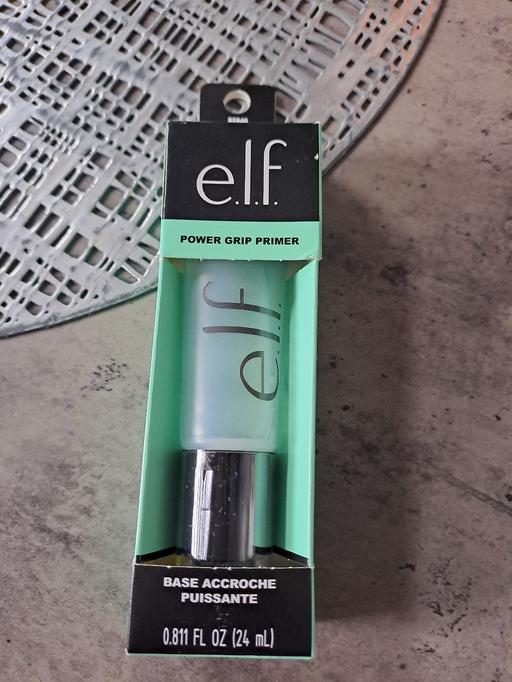 e.l.f.
POWER GRIP PRIMER
e.l.f.
BASE ACCROCHE
PUISSANTE
0.811 FL OZ (24 mL)